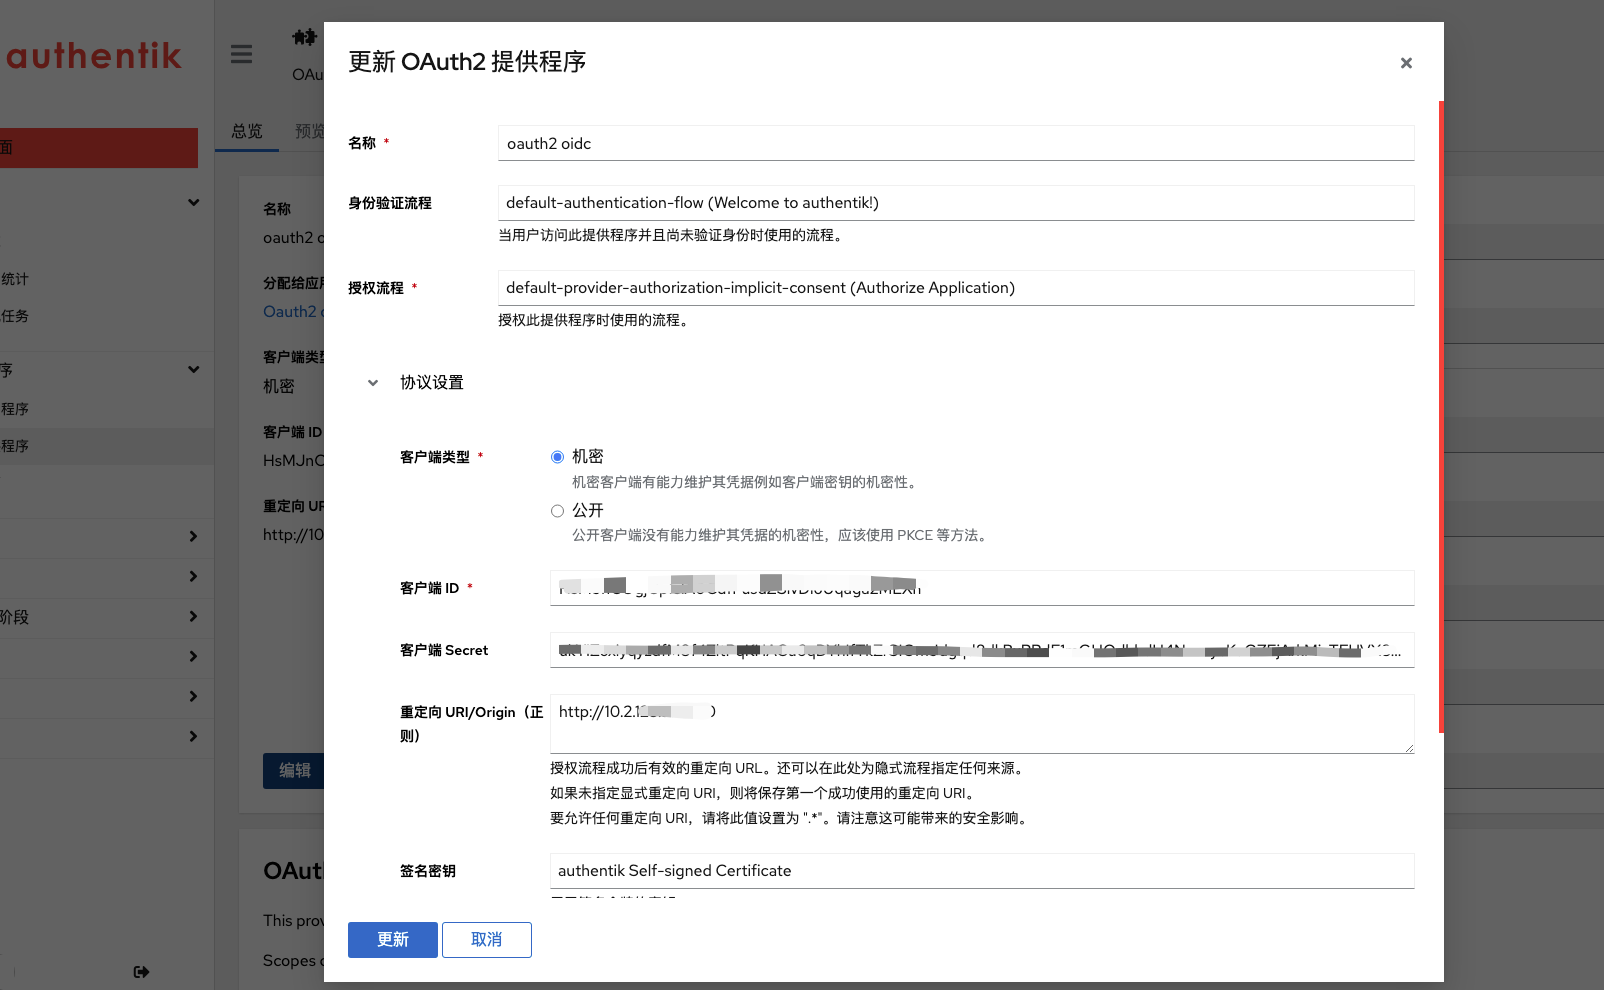 authentik
OAu
更新 OAuth2 提供程序
总览
预览
面
名称 *
oauth2 oidc
名称
oauth2 c
身份验证流程
default-authentication-flow (Welcome to authentik!)
当用户访问此提供程序并且尚未验证身份时使用的流程。
统计
分配给应用
任务
Oauth2
授权流程 *
default-provider-authorization-implicit-consent (Authorize Application)
授权此提供程序时使用的流程。
序
客户端类型
机密
协议设置
程序
程序
客户端 ID
HsMJnC
客户端类型 *
机密
机密客户端有能力维护其凭据例如客户端密钥的机密性。
公开
公开客户端没有能力维护其凭据的机密性，应该使用 PKCE 等方法。
重定向 UR
http://10
客户端 ID *
阶段
客户端 Secret
重定向 URI/Origin（正
则）
http://10.2.1
授权流程成功后有效的重定向 URL。还可以在此处为隐式流程指定任何来源。
如果未指定显式重定向 URI，则将保存第一个成功使用的重定向 URI。
要允许任何重定向 URI，请将此值设置为 ".*"。请注意这可能带来的安全影响。
编辑
签名密钥
authentik Self-signed Certificate
OAut
This prov
Scopes
更新
取消